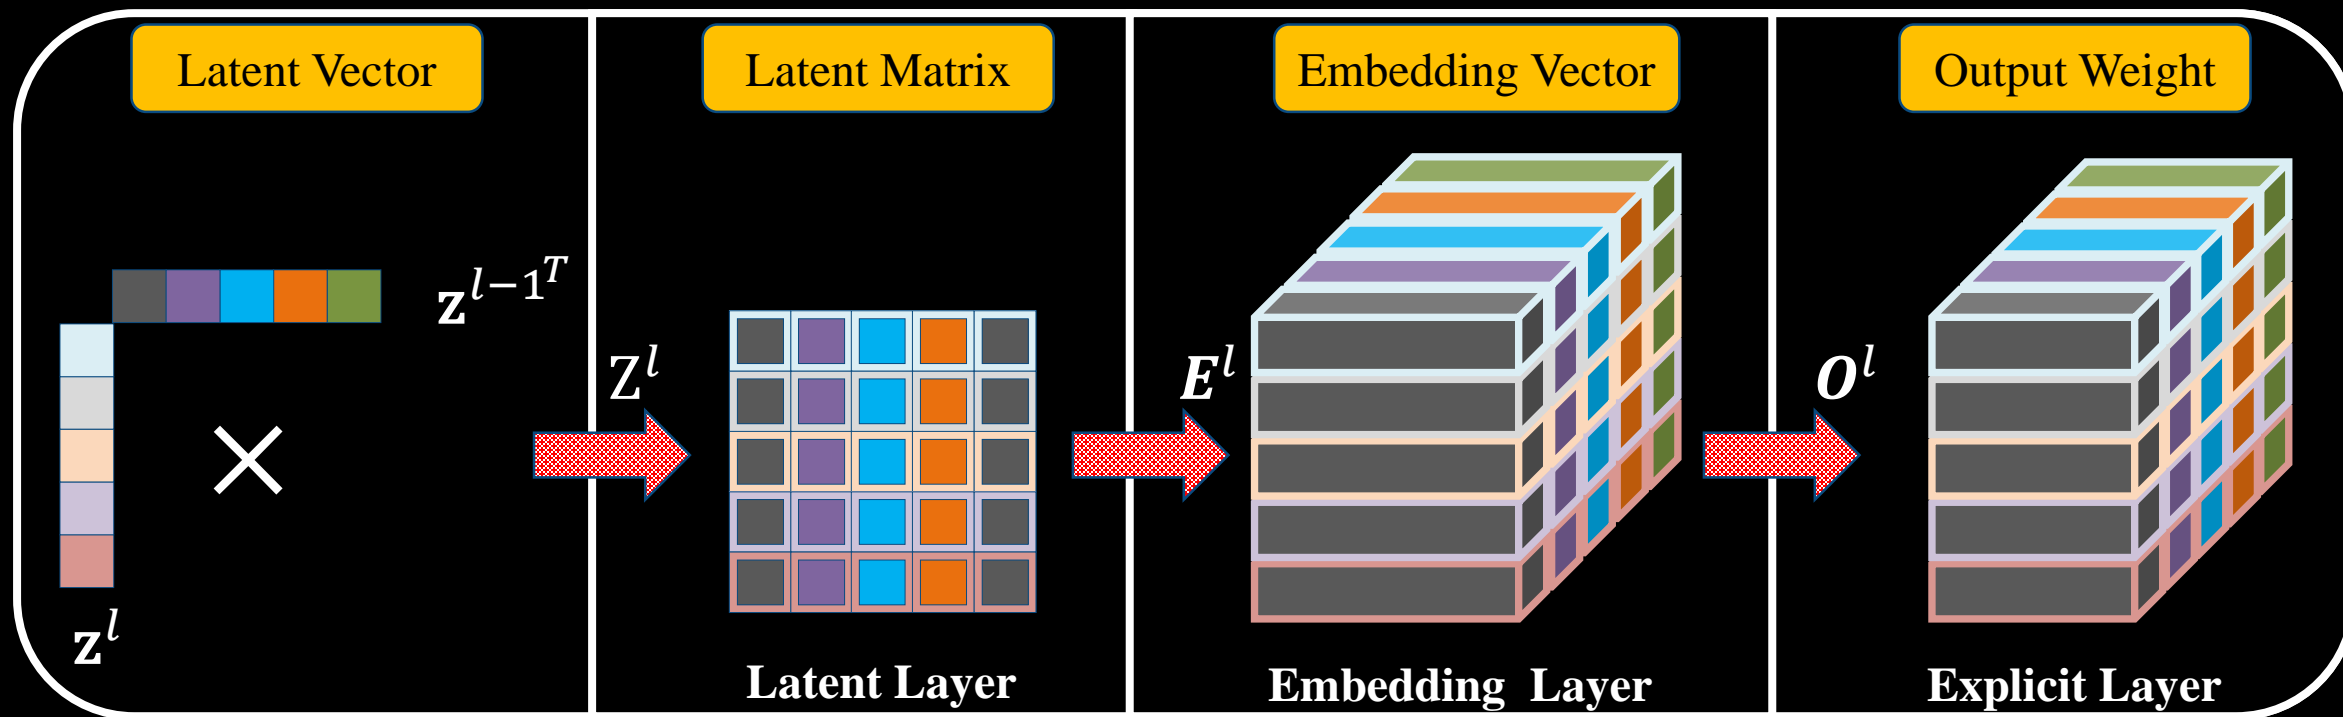 Latent Vector
Latent Matrix
Embedding Vector
Output Weight
𝐳^{l−1^T}
Z^l
𝑬^l
𝑶^l
×
𝐳^l
Latent Layer
Embedding Layer
Explicit Layer